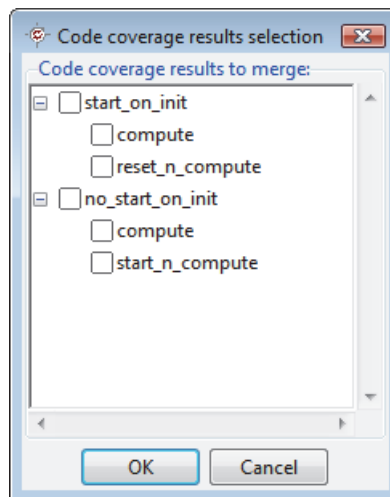 Code coverage results selection
Code coverage results to merge:
start_on_init
compute
reset_n_compute
no_start_on_init
compute
start_n_compute
OK Cancel